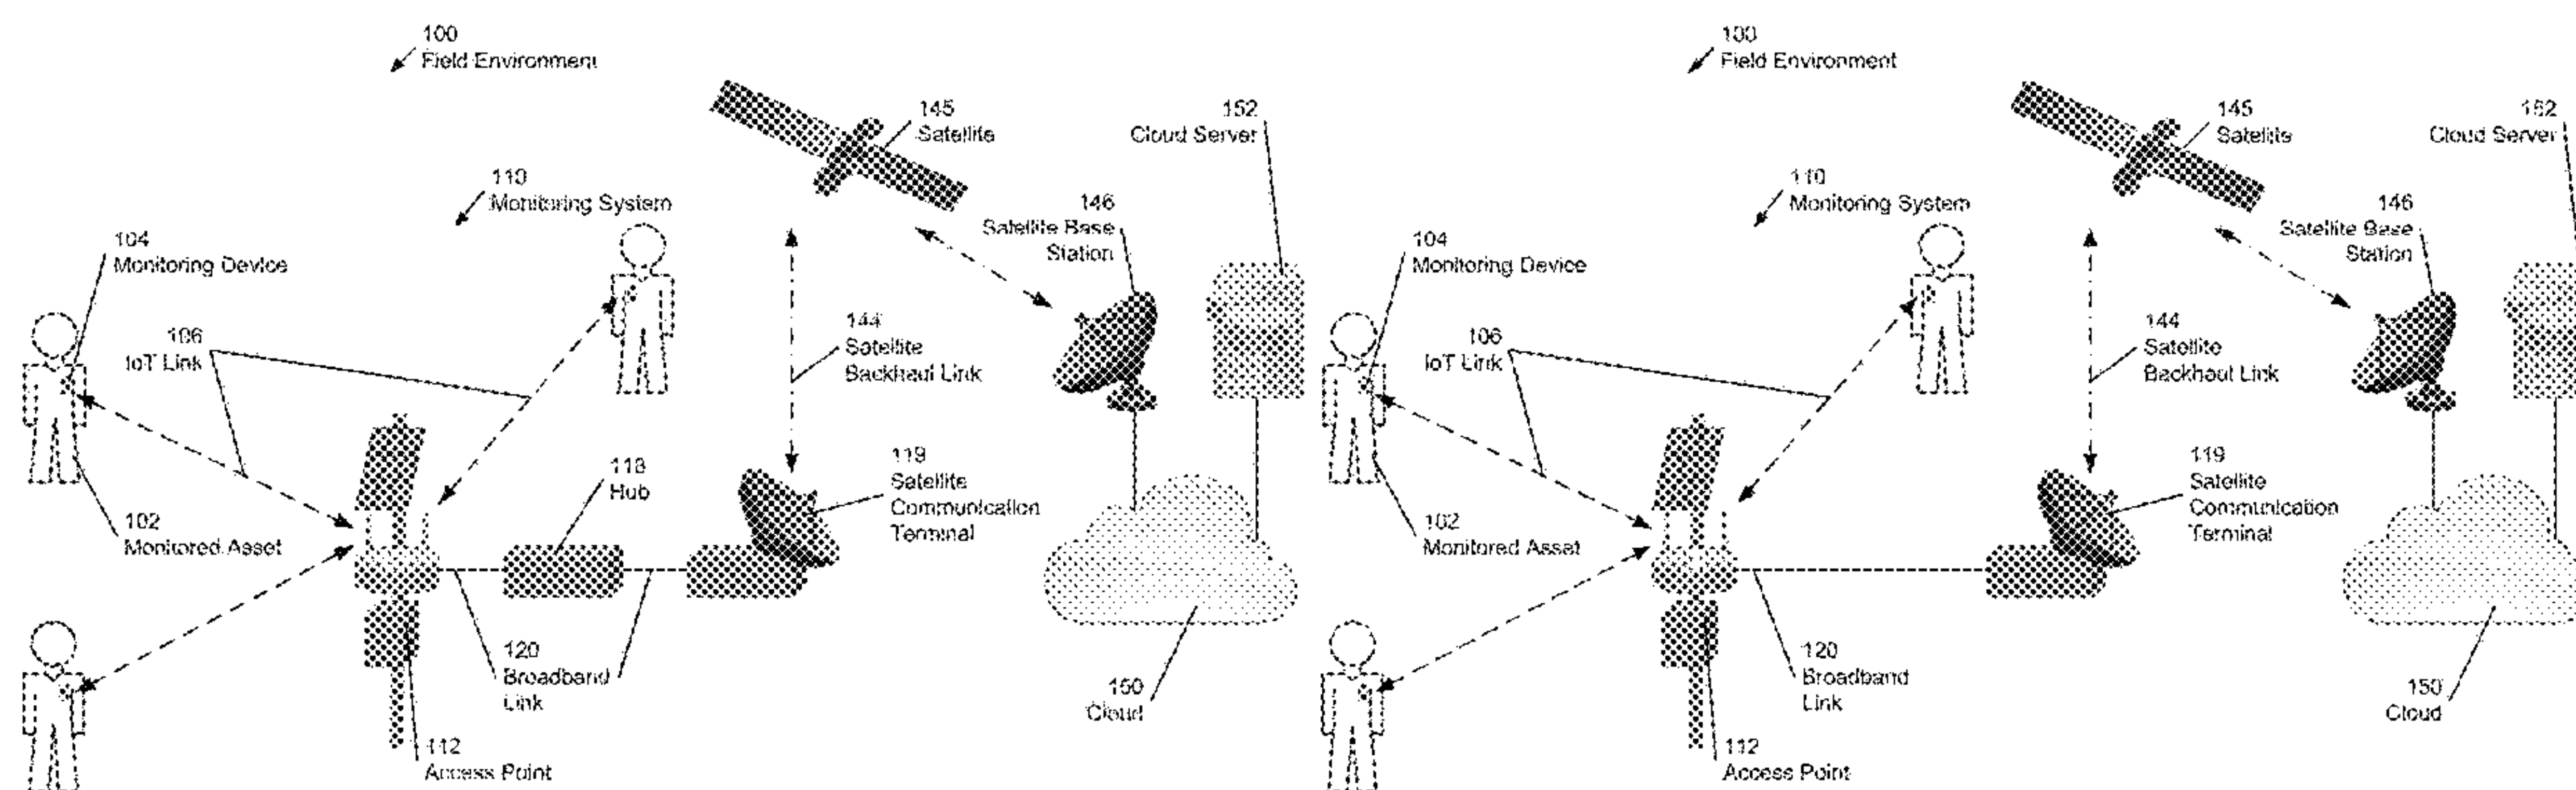 100
Field Environment
145
Satellite
152
Cloud Server
110
Monitoring System
146
Satellite Base
Station
104
Monitoring Device
106
IoT Link
144
Satellite
Backhaul Link
118
Hub
119
Satellite
Communication
Terminal
102
Monitored Asset
120
Broadband
Link
150
Cloud
112
Access Point
100
Field Environment
145
Satellite
152
Cloud Server
110
Monitoring System
146
Satellite Base
Station
104
Monitoring Device
106
IoT Link
144
Satellite
Backhaul Link
119
Satellite
Communication
Terminal
102
Monitored Asset
120
Broadband
Link
150
Cloud
112
Access Point